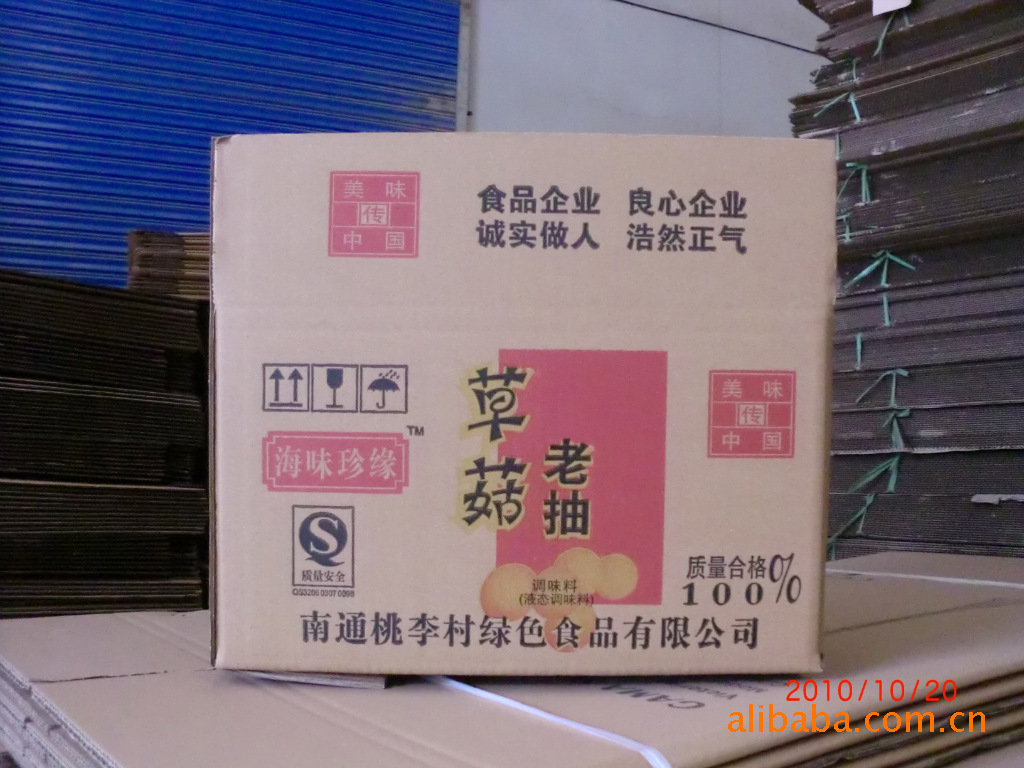 美味
传
中国
食品企业 良心企业
诚实做人 浩然正气
海味珍缘
TM
草菇
老抽
美味
传
中国
质量安全
QS3206 0307 0098
调味料
(液态调味料)
质量合格
100%
南通桃李村绿色食品有限公司
2010/10/20
alibaba.com.cn